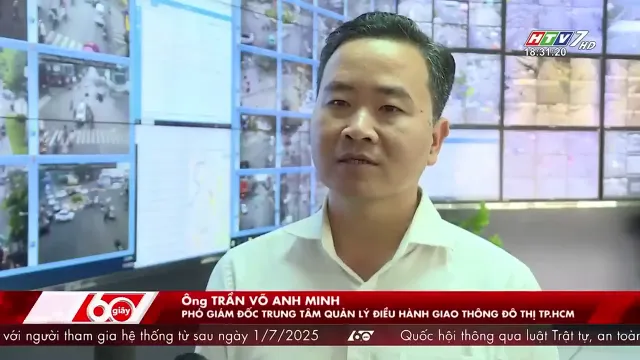 HTV7 HD
18:31:20
60 giây
Ông TRẦN VÕ ANH MINH
PHÓ GIÁM ĐỐC TRUNG TÂM QUẢN LÝ ĐIỀU HÀNH GIAO THÔNG ĐÔ THỊ TP.HCM
với người tham gia hệ thống từ sau ngày 1/7/2025 60 Quốc hội thông qua luật Trật tự, an toàn